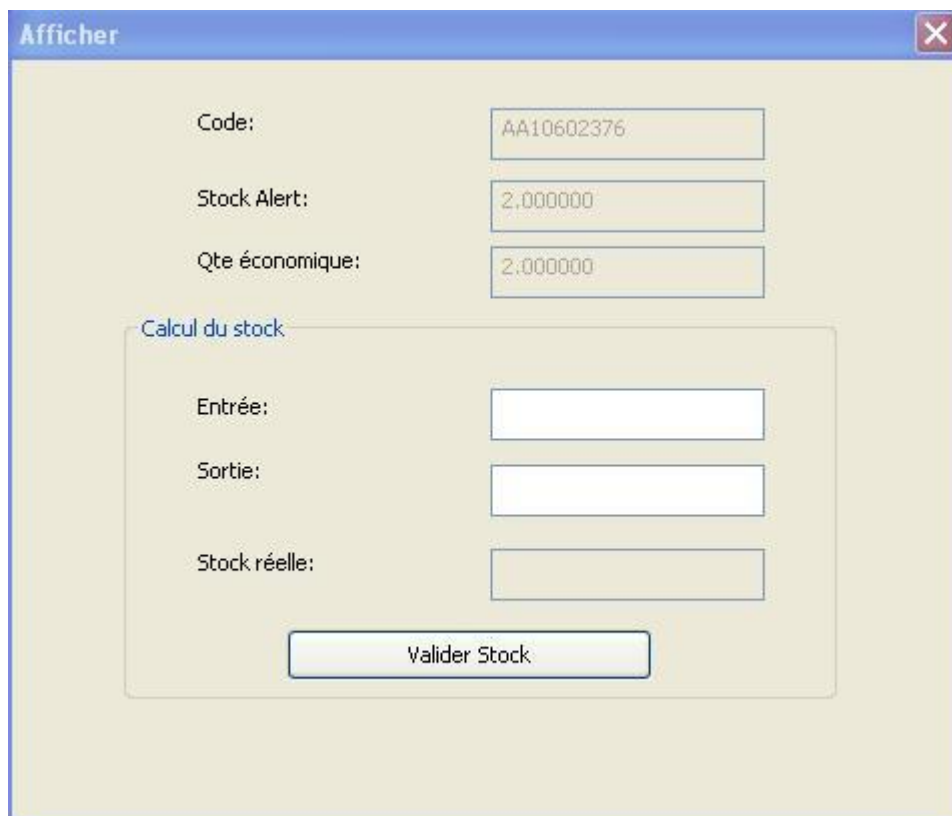 Afficher
Code: AA10602376
Stock Alert: 2.000000
Qte économique: 2.000000
Calcul du stock
Entrée:
Sortie:
Stock réelle:
Valider Stock